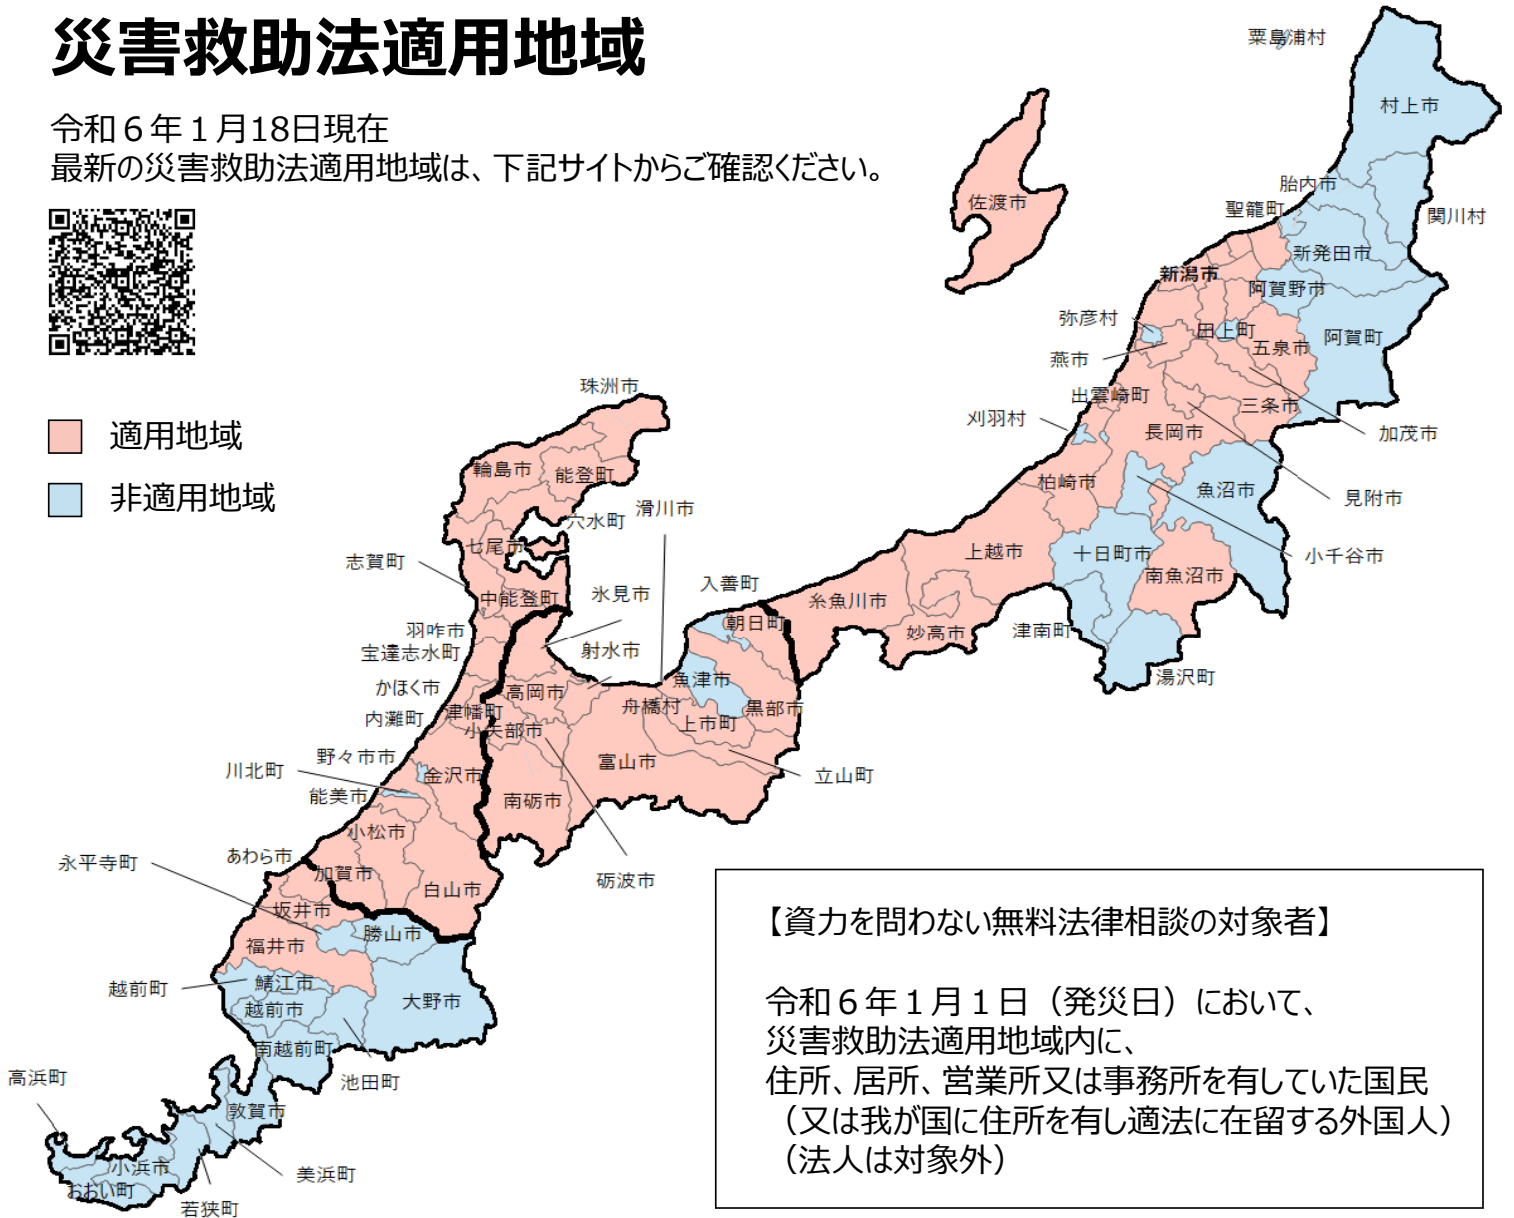 災害救助法適用地域
令和６年１月18日現在
最新の災害救助法適用地域は、下記サイトからご確認ください。
適用地域
非適用地域
粟島浦村
村上市
胎内市
聖籠町
関川村
佐渡市
新発田市
新潟市
阿賀野市
弥彦村
田上町
阿賀町
五泉市
燕市
出雲崎町
三条市
刈羽村
長岡市
加茂市
柏崎市
魚沼市
見附市
上越市
十日町市
小千谷市
南魚沼市
糸魚川市
妙高市
津南町
湯沢町
珠洲市
輪島市
能登町
穴水町
滑川市
七尾市
志賀町
中能登町
氷見市
入善町
朝日町
羽咋市
宝達志水町
射水市
かほく市
高岡市
魚津市
内灘町
津幡町
舟橋村
黒部市
上市町
小矢部市
野々市市
川北町
金沢市
富山市
立山町
能美市
南砺市
小松市
あわら市
永平寺町
加賀市
白山市
砺波市
坂井市
勝山市
福井市
越前町
鯖江市
大野市
越前市
南越前町
池田町
高浜町
敦賀市
小浜市
美浜町
おおい町
若狭町
【資力を問わない無料法律相談の対象者】
令和６年１月１日（発災日）において、
災害救助法適用地域内に、
住所、居所、営業所又は事務所を有していた国民
（又は我が国に住所を有し適法に在留する外国人）
（法人は対象外）